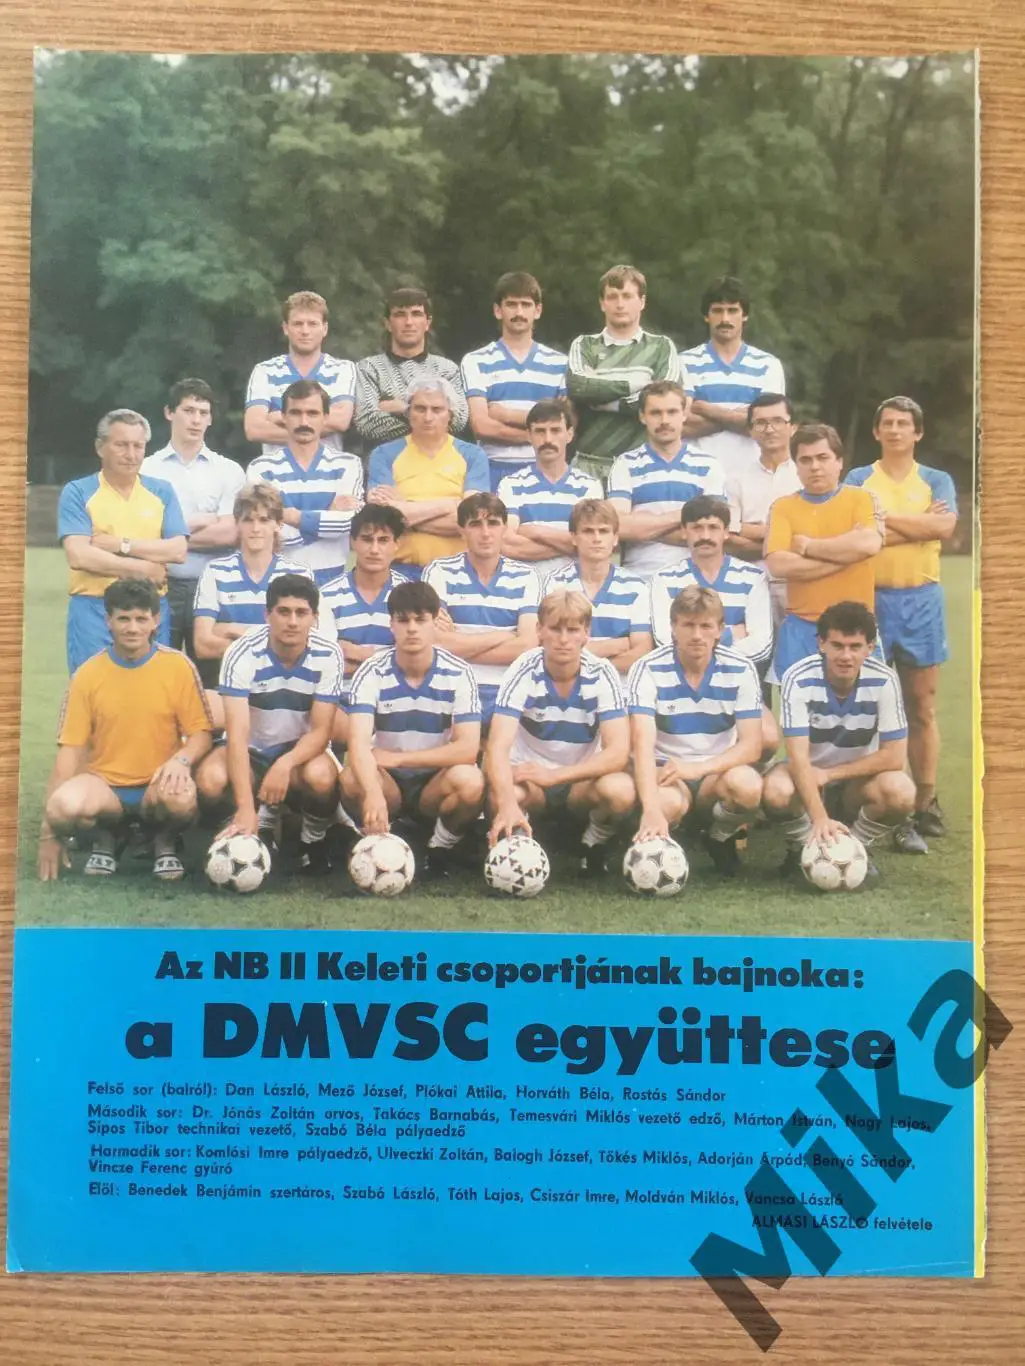 Az NB II Keleti csoportjának bajnoka:
a DMVSC együttese
Felső sor (balról): Dan László, Mező József, Plókai Attila, Horváth Béla, Rostás Sándor
Második sor: Dr. Jónás Zoltán orvos, Takács Barnabás, Temesvári Miklós vezető edző, Márton István, Nagy Lajos,
Sipos Tibor technikai vezető, Szabó Béla pályaedző
Harmadik sor: Komlósi Imre pályaedző, Ulveczki Zoltán, Balogh József, Tőkés Miklós, Adorján Árpád, Benyó Sándor,
Vincze Ferenc gyúró
Elöl: Benedek Benjámin szertáros, Szabó László, Tóth Lajos, Csiszár Imre, Moldván Miklós, Vancsa László
ALMÁSI LÁSZLÓ felvétele
Mika